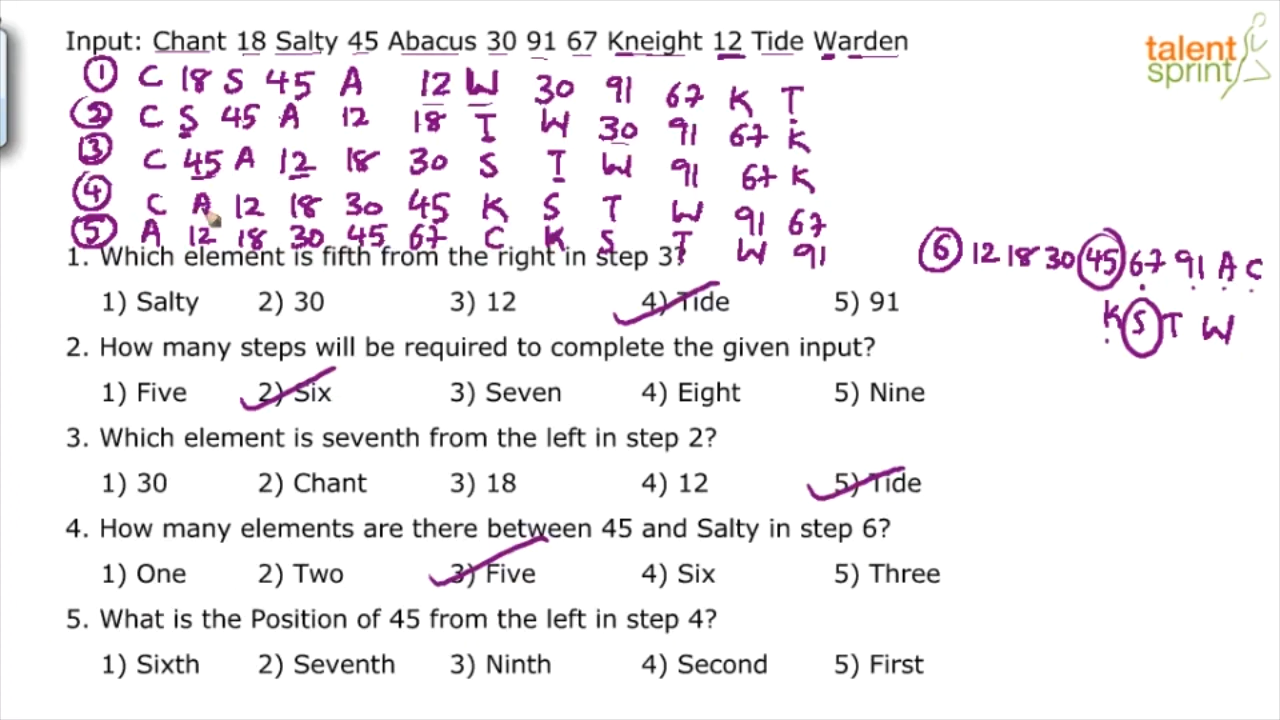 Input: Chant 18 Salty 45 Abacus 30 91 67 Kneight 12 Tide Warden
talent
sprint
① C 18 S 45 A 12 W 30 91 67 K T
② C S 45 A 12 18 T W 30 91 67 K
③ C 45 A 12 18 30 S T W 91 67 K
④ C A 12 18 30 45 K S T W 91 67
⑤ A 12 18 30 45 67 C K S T W 91
⑥ 12 18 30 45 67 91 A C
K S T W
1. Which element is fifth from the right in step 3?
1) Salty 2) 30 3) 12 4) Tide 5) 91
2. How many steps will be required to complete the given input?
1) Five 2) Six 3) Seven 4) Eight 5) Nine
3. Which element is seventh from the left in step 2?
1) 30 2) Chant 3) 18 4) 12 5) Tide
4. How many elements are there between 45 and Salty in step 6?
1) One 2) Two 3) Five 4) Six 5) Three
5. What is the Position of 45 from the left in step 4?
1) Sixth 2) Seventh 3) Ninth 4) Second 5) First